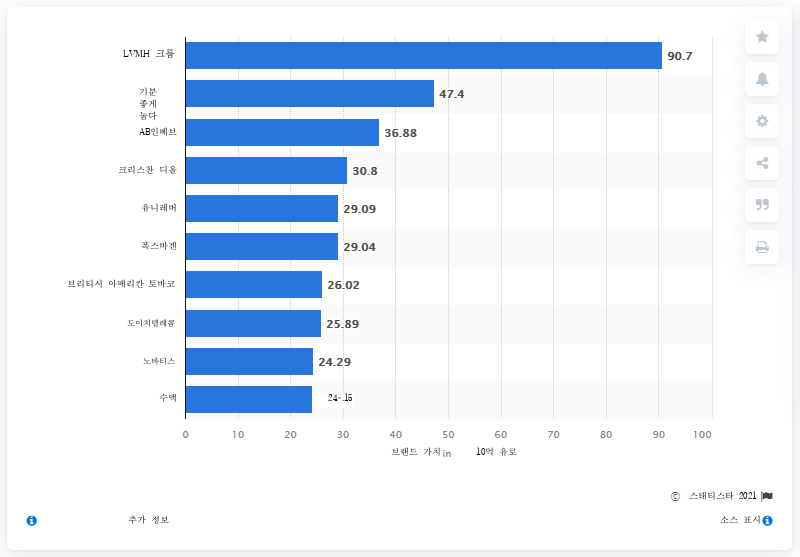 LVMH 그룹 90.7
기분
좋게
눕다 47.4
AB인베브 36.88
크리스찬 디올 30.8
유니레버 29.09
폭스바겐 29.04
브리티시 아메리칸 토바코 26.02
도이치텔레콤 25.89
노바티스 24.29
수액 24-.15
0 10 20 30 40 50 60 70 80 90 100
브랜드 가치 in 10억 유로
© 스태티스타 2021
추가 정보 소스 표시